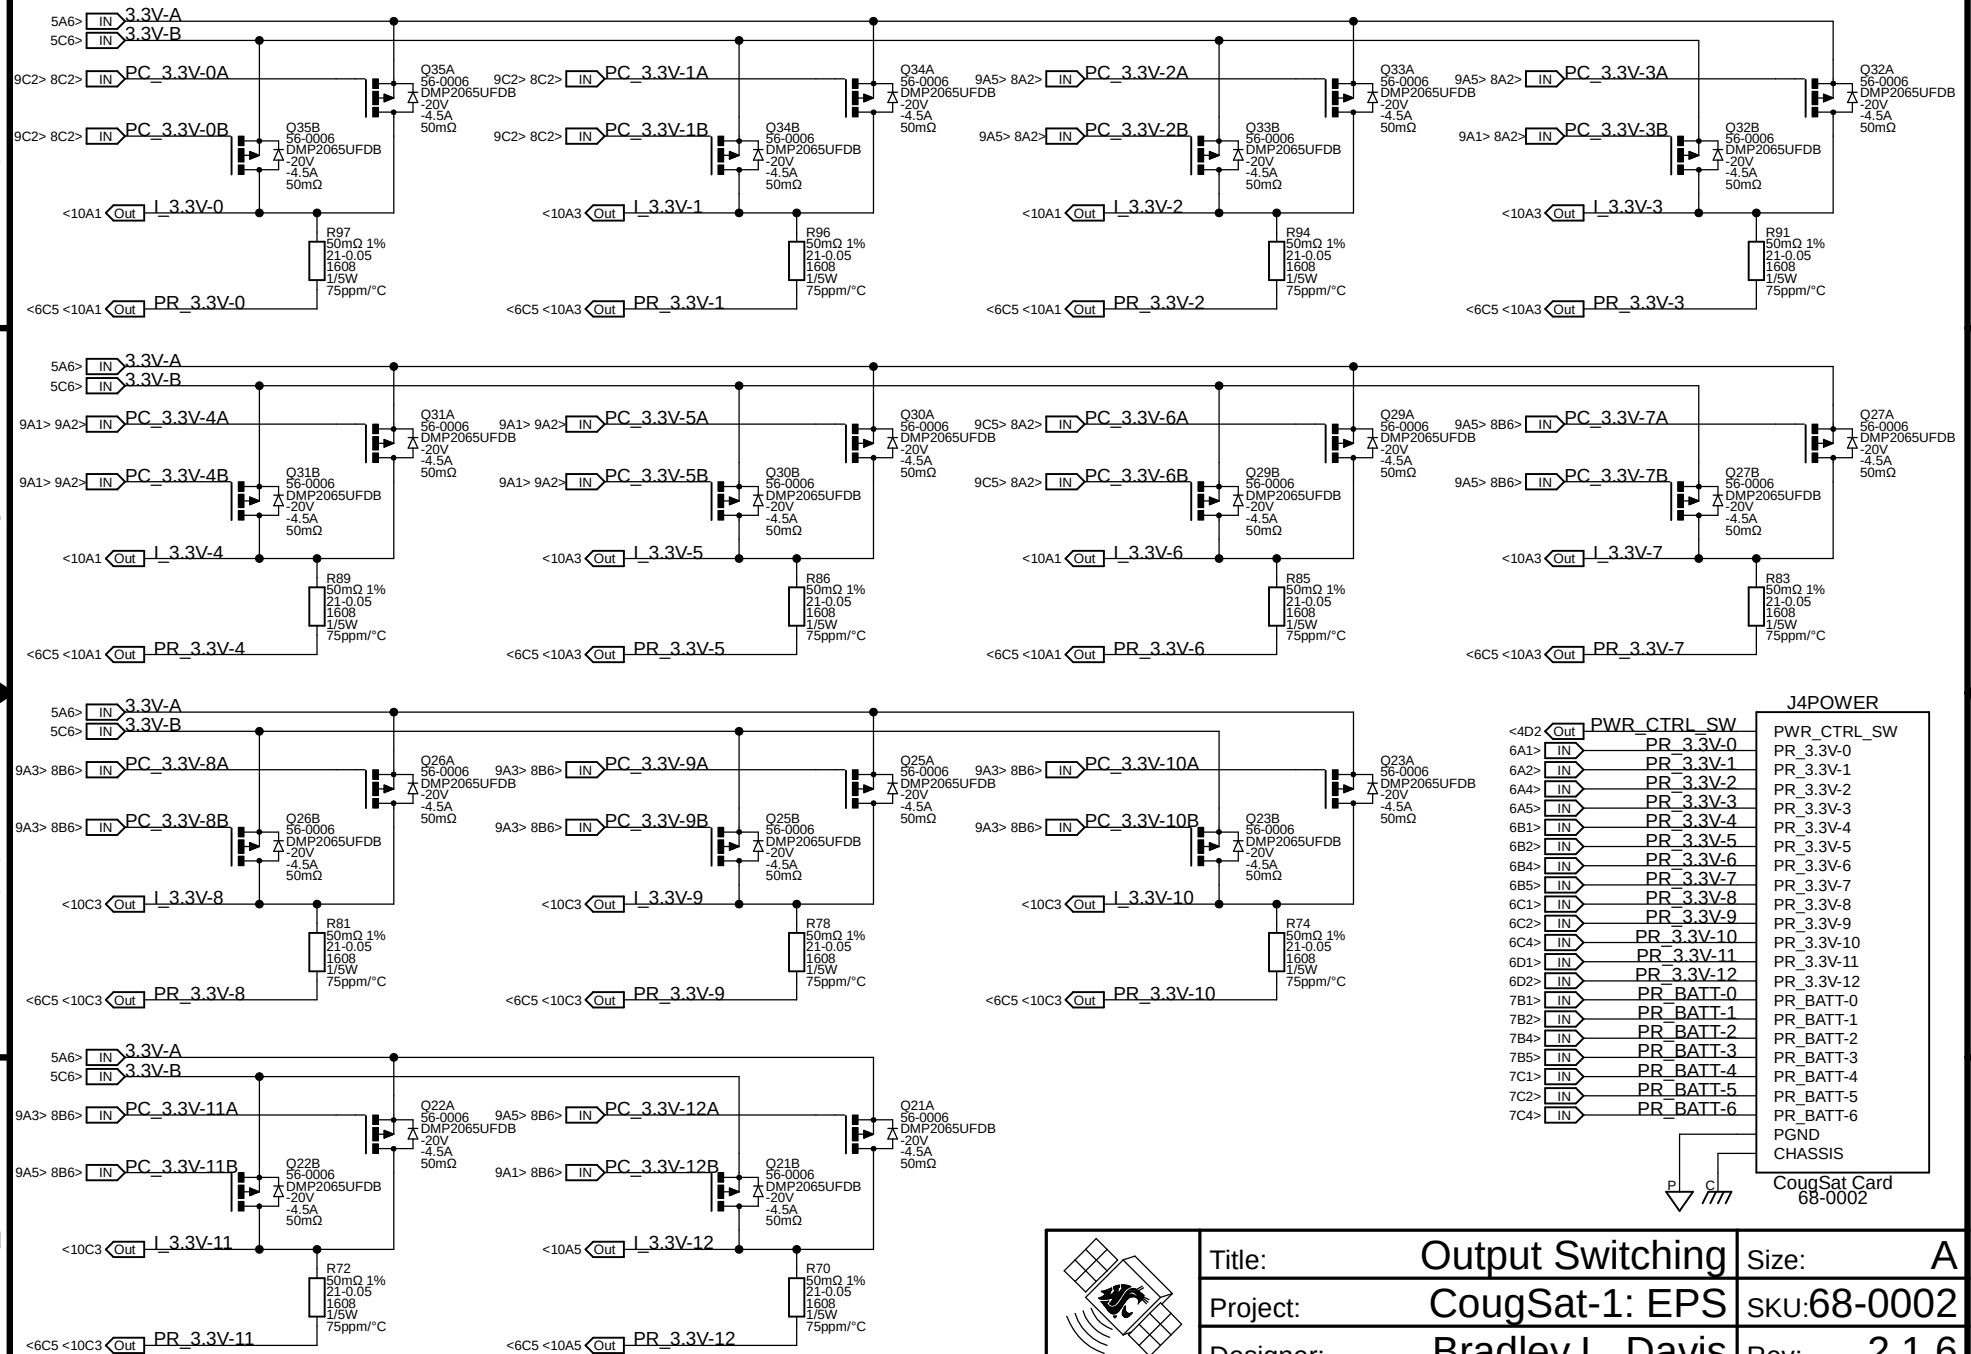 5A6> IN 3.3V-A
5C6> IN 3.3V-B
9C2> 8C2> IN PC_3.3V-0A
Q35A
56-0006
DMP2065UFDB
-20V
-4.5A
50mΩ
9C2> 8C2> IN PC_3.3V-0B
Q35B
56-0006
DMP2065UFDB
-20V
-4.5A
50mΩ
<10A1 Out I_3.3V-0
R97
50mΩ 1%
21-0.05
1608
1/5W
75ppm/°C
<6C5 <10A1 Out PR_3.3V-0
9C2> 8C2> IN PC_3.3V-1A
Q34A
56-0006
DMP2065UFDB
-20V
-4.5A
50mΩ
9C2> 8C2> IN PC_3.3V-1B
Q34B
56-0006
DMP2065UFDB
-20V
-4.5A
50mΩ
<10A3 Out I_3.3V-1
R96
50mΩ 1%
21-0.05
1608
1/5W
75ppm/°C
<6C5 <10A3 Out PR_3.3V-1
9A5> 8A2> IN PC_3.3V-2A
Q33A
56-0006
DMP2065UFDB
-20V
-4.5A
50mΩ
9A5> 8A2> IN PC_3.3V-2B
Q33B
56-0006
DMP2065UFDB
-20V
-4.5A
50mΩ
<10A1 Out I_3.3V-2
R94
50mΩ 1%
21-0.05
1608
1/5W
75ppm/°C
<6C5 <10A1 Out PR_3.3V-2
9A5> 8A2> IN PC_3.3V-3A
Q32A
56-0006
DMP2065UFDB
-20V
-4.5A
50mΩ
9A1> 8A2> IN PC_3.3V-3B
Q32B
56-0006
DMP2065UFDB
-20V
-4.5A
50mΩ
<10A3 Out I_3.3V-3
R91
50mΩ 1%
21-0.05
1608
1/5W
75ppm/°C
<6C5 <10A3 Out PR_3.3V-3
5A6> IN 3.3V-A
5C6> IN 3.3V-B
9A1> 9A2> IN PC_3.3V-4A
Q31A
56-0006
DMP2065UFDB
-20V
-4.5A
50mΩ
9A1> 9A2> IN PC_3.3V-4B
Q31B
56-0006
DMP2065UFDB
-20V
-4.5A
50mΩ
<10A1 Out I_3.3V-4
R89
50mΩ 1%
21-0.05
1608
1/5W
75ppm/°C
<6C5 <10A1 Out PR_3.3V-4
9A1> 9A2> IN PC_3.3V-5A
Q30A
56-0006
DMP2065UFDB
-20V
-4.5A
50mΩ
9A1> 9A2> IN PC_3.3V-5B
Q30B
56-0006
DMP2065UFDB
-20V
-4.5A
50mΩ
<10A3 Out I_3.3V-5
R86
50mΩ 1%
21-0.05
1608
1/5W
75ppm/°C
<6C5 <10A3 Out PR_3.3V-5
9C5> 8A2> IN PC_3.3V-6A
Q29A
56-0006
DMP2065UFDB
-20V
-4.5A
50mΩ
9C5> 8A2> IN PC_3.3V-6B
Q29B
56-0006
DMP2065UFDB
-20V
-4.5A
50mΩ
<10A1 Out I_3.3V-6
R85
50mΩ 1%
21-0.05
1608
1/5W
75ppm/°C
<6C5 <10A1 Out PR_3.3V-6
9A5> 8B6> IN PC_3.3V-7A
Q27A
56-0006
DMP2065UFDB
-20V
-4.5A
50mΩ
9A5> 8B6> IN PC_3.3V-7B
Q27B
56-0006
DMP2065UFDB
-20V
-4.5A
50mΩ
<10A3 Out I_3.3V-7
R83
50mΩ 1%
21-0.05
1608
1/5W
75ppm/°C
<6C5 <10A3 Out PR_3.3V-7
5A6> IN 3.3V-A
5C6> IN 3.3V-B
9A3> 8B6> IN PC_3.3V-8A
Q26A
56-0006
DMP2065UFDB
-20V
-4.5A
50mΩ
9A3> 8B6> IN PC_3.3V-8B
Q26B
56-0006
DMP2065UFDB
-20V
-4.5A
50mΩ
<10C3 Out I_3.3V-8
R81
50mΩ 1%
21-0.05
1608
1/5W
75ppm/°C
<6C5 <10C3 Out PR_3.3V-8
9A3> 8B6> IN PC_3.3V-9A
Q25A
56-0006
DMP2065UFDB
-20V
-4.5A
50mΩ
9A3> 8B6> IN PC_3.3V-9B
Q25B
56-0006
DMP2065UFDB
-20V
-4.5A
50mΩ
<10C3 Out I_3.3V-9
R78
50mΩ 1%
21-0.05
1608
1/5W
75ppm/°C
<6C5 <10C3 Out PR_3.3V-9
9A3> 8B6> IN PC_3.3V-10A
Q23A
56-0006
DMP2065UFDB
-20V
-4.5A
50mΩ
9A3> 8B6> IN PC_3.3V-10B
Q23B
56-0006
DMP2065UFDB
-20V
-4.5A
50mΩ
<10C3 Out I_3.3V-10
R74
50mΩ 1%
21-0.05
1608
1/5W
75ppm/°C
<6C5 <10C3 Out PR_3.3V-10
5A6> IN 3.3V-A
5C6> IN 3.3V-B
9A3> 8B6> IN PC_3.3V-11A
Q22A
56-0006
DMP2065UFDB
-20V
-4.5A
50mΩ
9A5> 8B6> IN PC_3.3V-11B
Q22B
56-0006
DMP2065UFDB
-20V
-4.5A
50mΩ
<10C3 Out I_3.3V-11
R72
50mΩ 1%
21-0.05
1608
1/5W
75ppm/°C
<6C5 <10C3 Out PR_3.3V-11
9A5> 8B6> IN PC_3.3V-12A
Q21A
56-0006
DMP2065UFDB
-20V
-4.5A
50mΩ
9A1> 8B6> IN PC_3.3V-12B
Q21B
56-0006
DMP2065UFDB
-20V
-4.5A
50mΩ
<10A5 Out I_3.3V-12
R70
50mΩ 1%
21-0.05
1608
1/5W
75ppm/°C
<6C5 <10A5 Out PR_3.3V-12
J4POWER
<4D2 Out PWR_CTRL_SW PWR_CTRL_SW
6A1> IN PR_3.3V-0 PR_3.3V-0
6A2> IN PR_3.3V-1 PR_3.3V-1
6A4> IN PR_3.3V-2 PR_3.3V-2
6A5> IN PR_3.3V-3 PR_3.3V-3
6B1> IN PR_3.3V-4 PR_3.3V-4
6B2> IN PR_3.3V-5 PR_3.3V-5
6B4> IN PR_3.3V-6 PR_3.3V-6
6B5> IN PR_3.3V-7 PR_3.3V-7
6C1> IN PR_3.3V-8 PR_3.3V-8
6C2> IN PR_3.3V-9 PR_3.3V-9
6C4> IN PR_3.3V-10 PR_3.3V-10
6D1> IN PR_3.3V-11 PR_3.3V-11
6D2> IN PR_3.3V-12 PR_3.3V-12
7B1> IN PR_BATT-0 PR_BATT-0
7B2> IN PR_BATT-1 PR_BATT-1
7B4> IN PR_BATT-2 PR_BATT-2
7B5> IN PR_BATT-3 PR_BATT-3
7C1> IN PR_BATT-4 PR_BATT-4
7C2> IN PR_BATT-5 PR_BATT-5
7C4> IN PR_BATT-6 PR_BATT-6
PGND
CHASSIS
P C
CougSat Card
68-0002
Title: Output Switching Size: A
Project: CougSat-1: EPS SKU: 68-0002
Designer: Bradley L. Davis Rev: 2.1.6